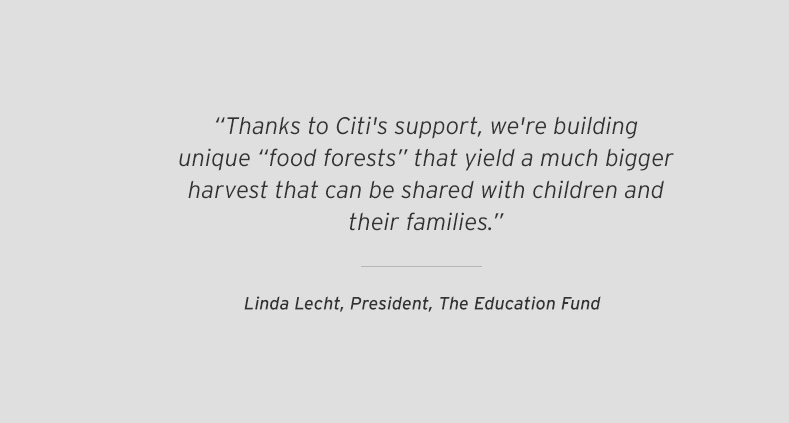 “Thanks to Citi's support, we're building
unique “food forests” that yield a much bigger
harvest that can be shared with children and
their families.”
Linda Lecht, President, The Education Fund